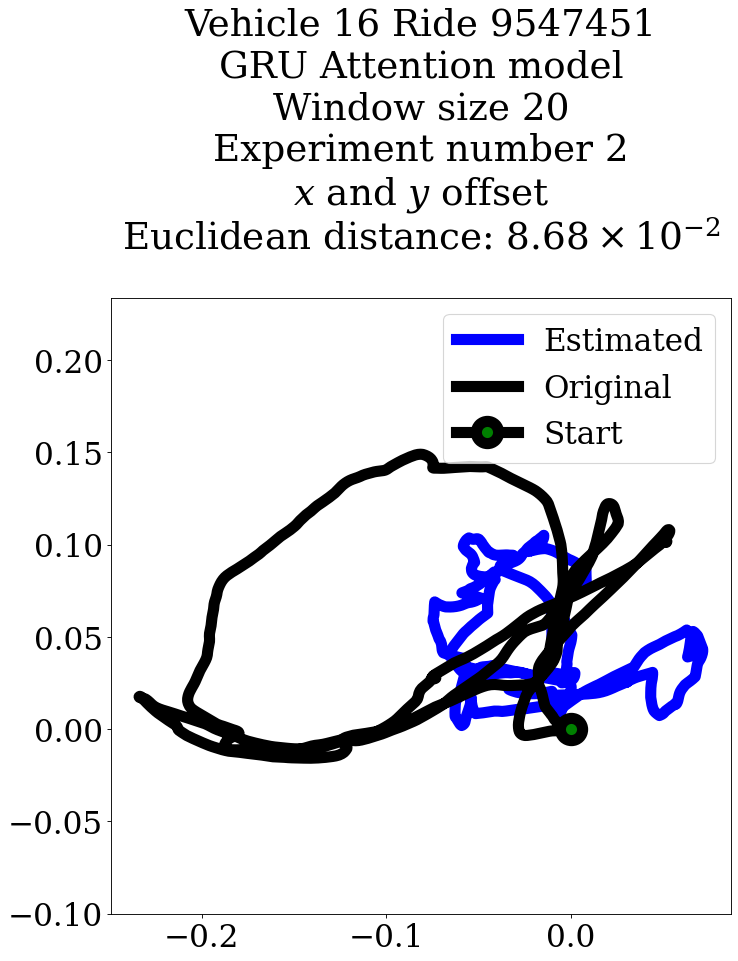 Vehicle 16 Ride 9547451
GRU Attention model
Window size 20
Experiment number 2
x and y offset
Euclidean distance: 8.68 × 10⁻²
Estimated
Original
Start
0.20
0.15
0.10
0.05
0.00
−0.05
−0.10
−0.2
−0.1
0.0